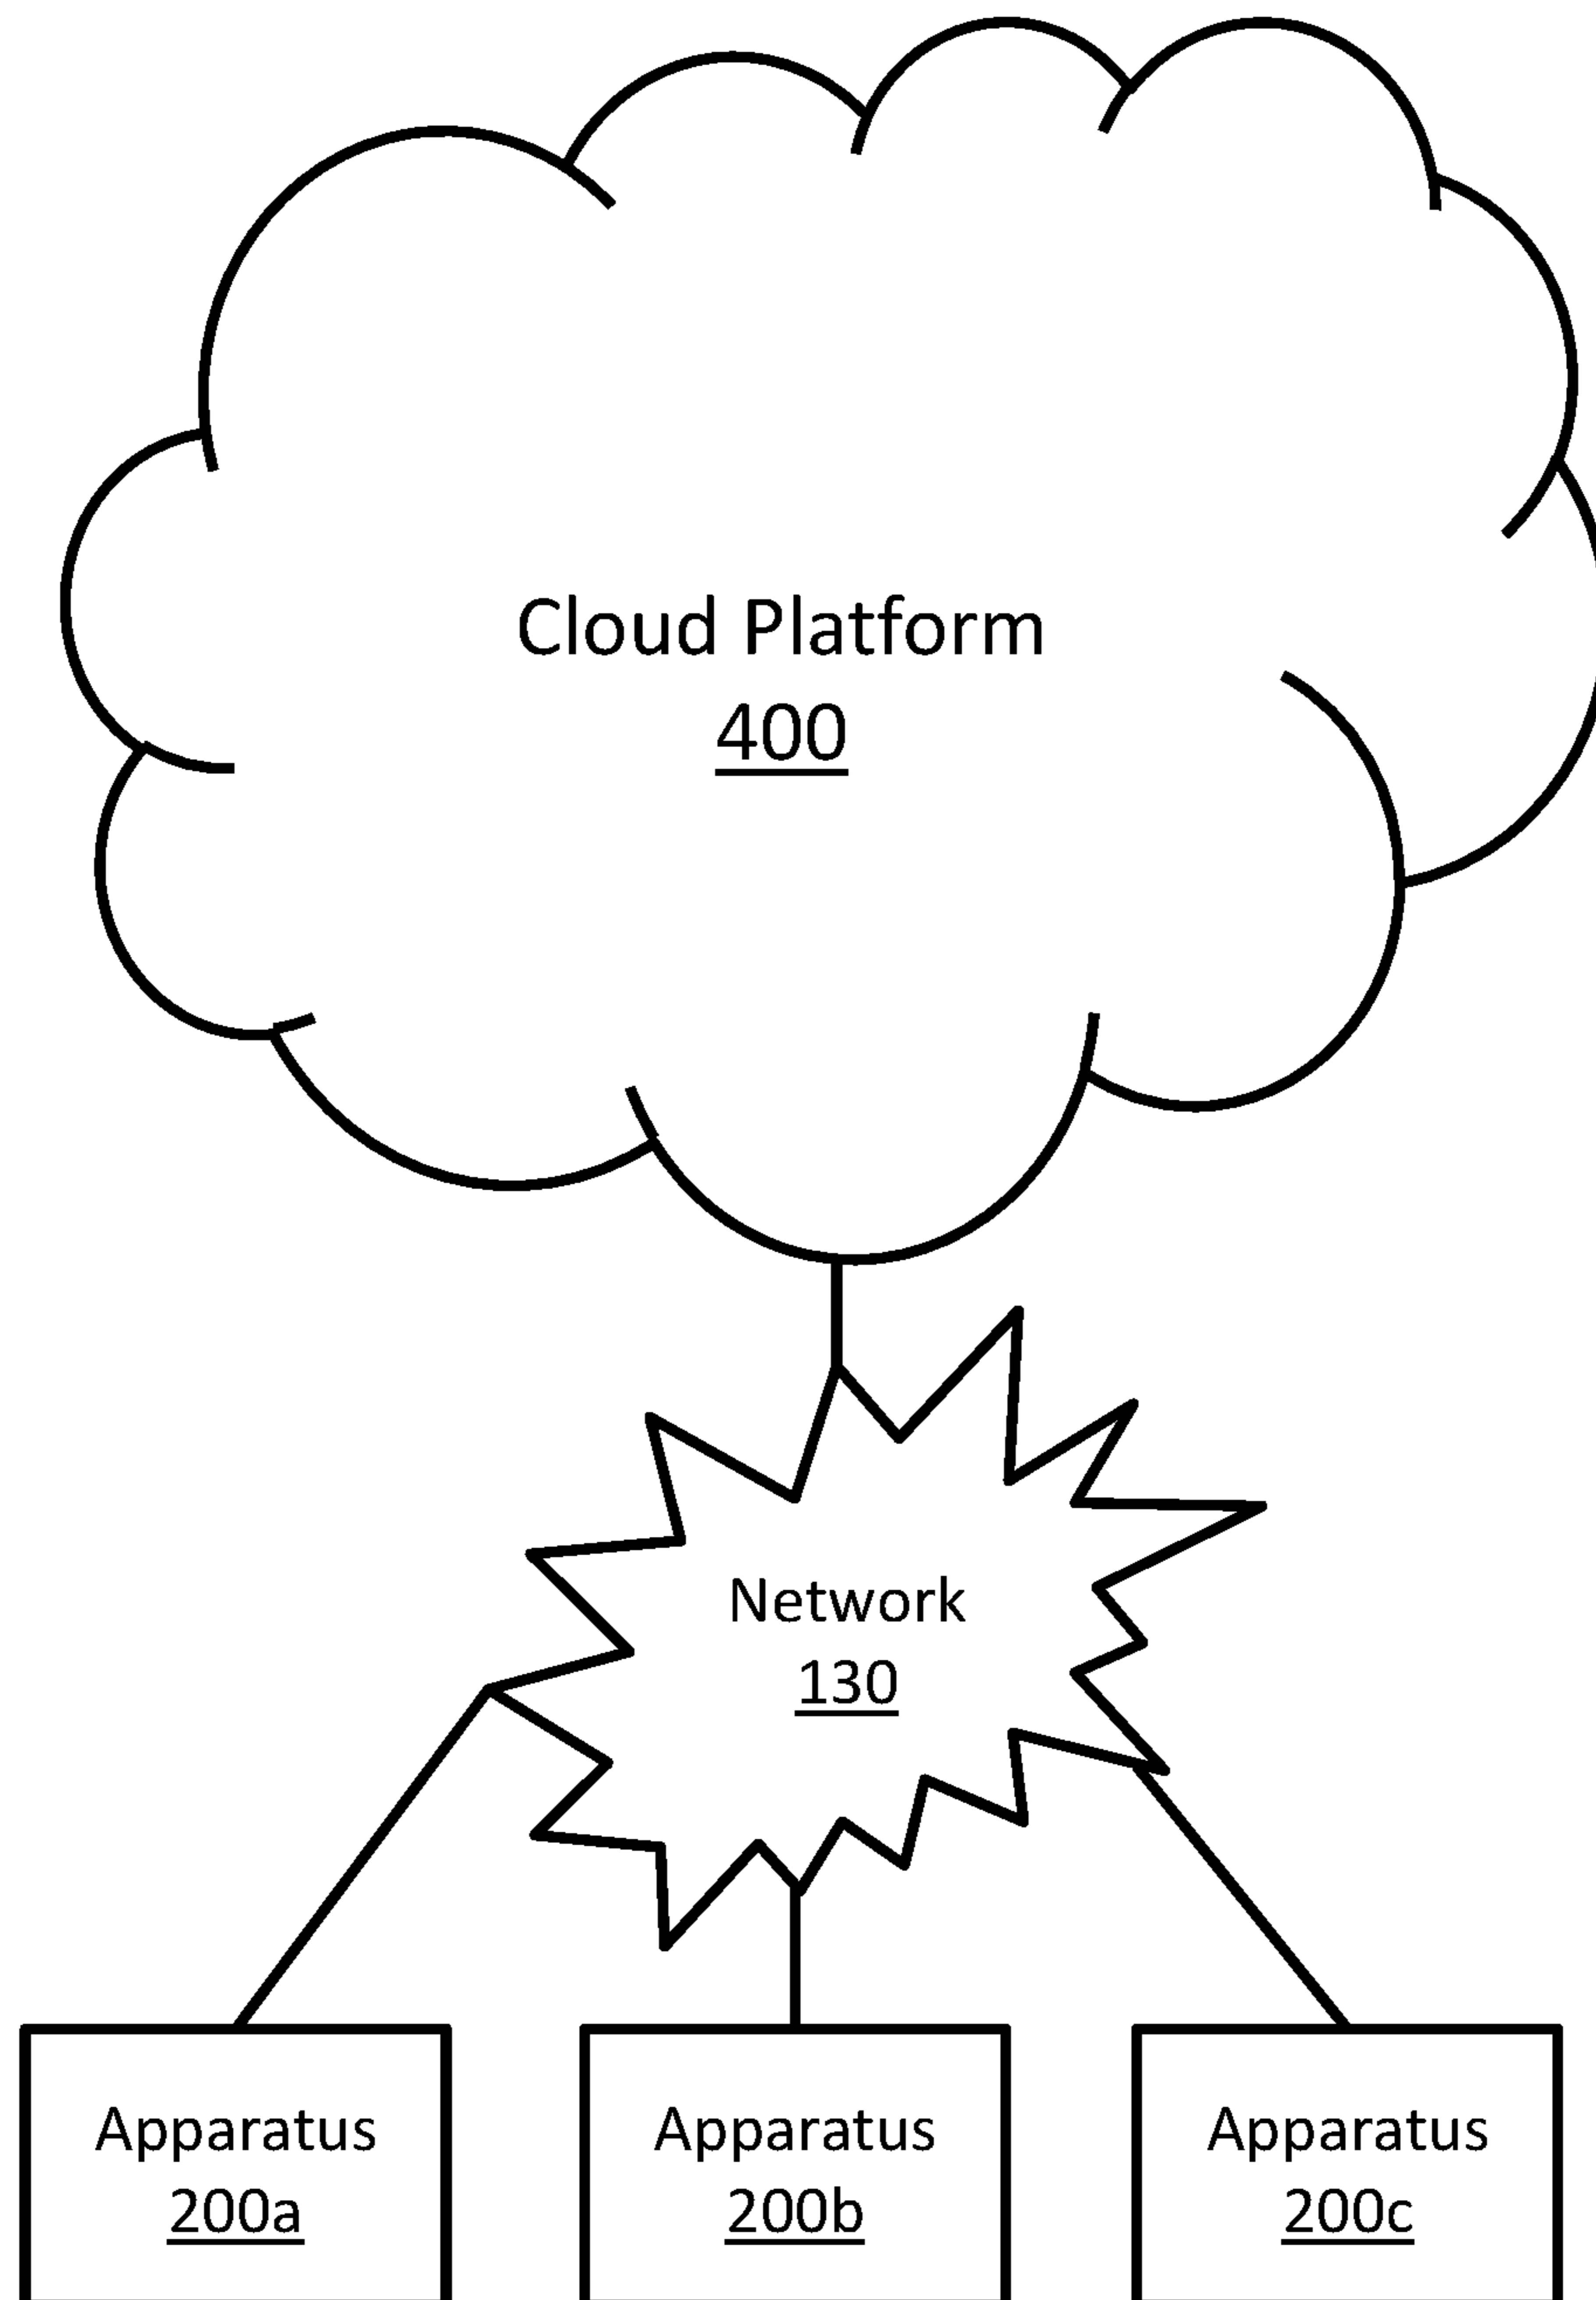 Cloud Platform
400
Network
130
Apparatus
200a
Apparatus
200b
Apparatus
200c